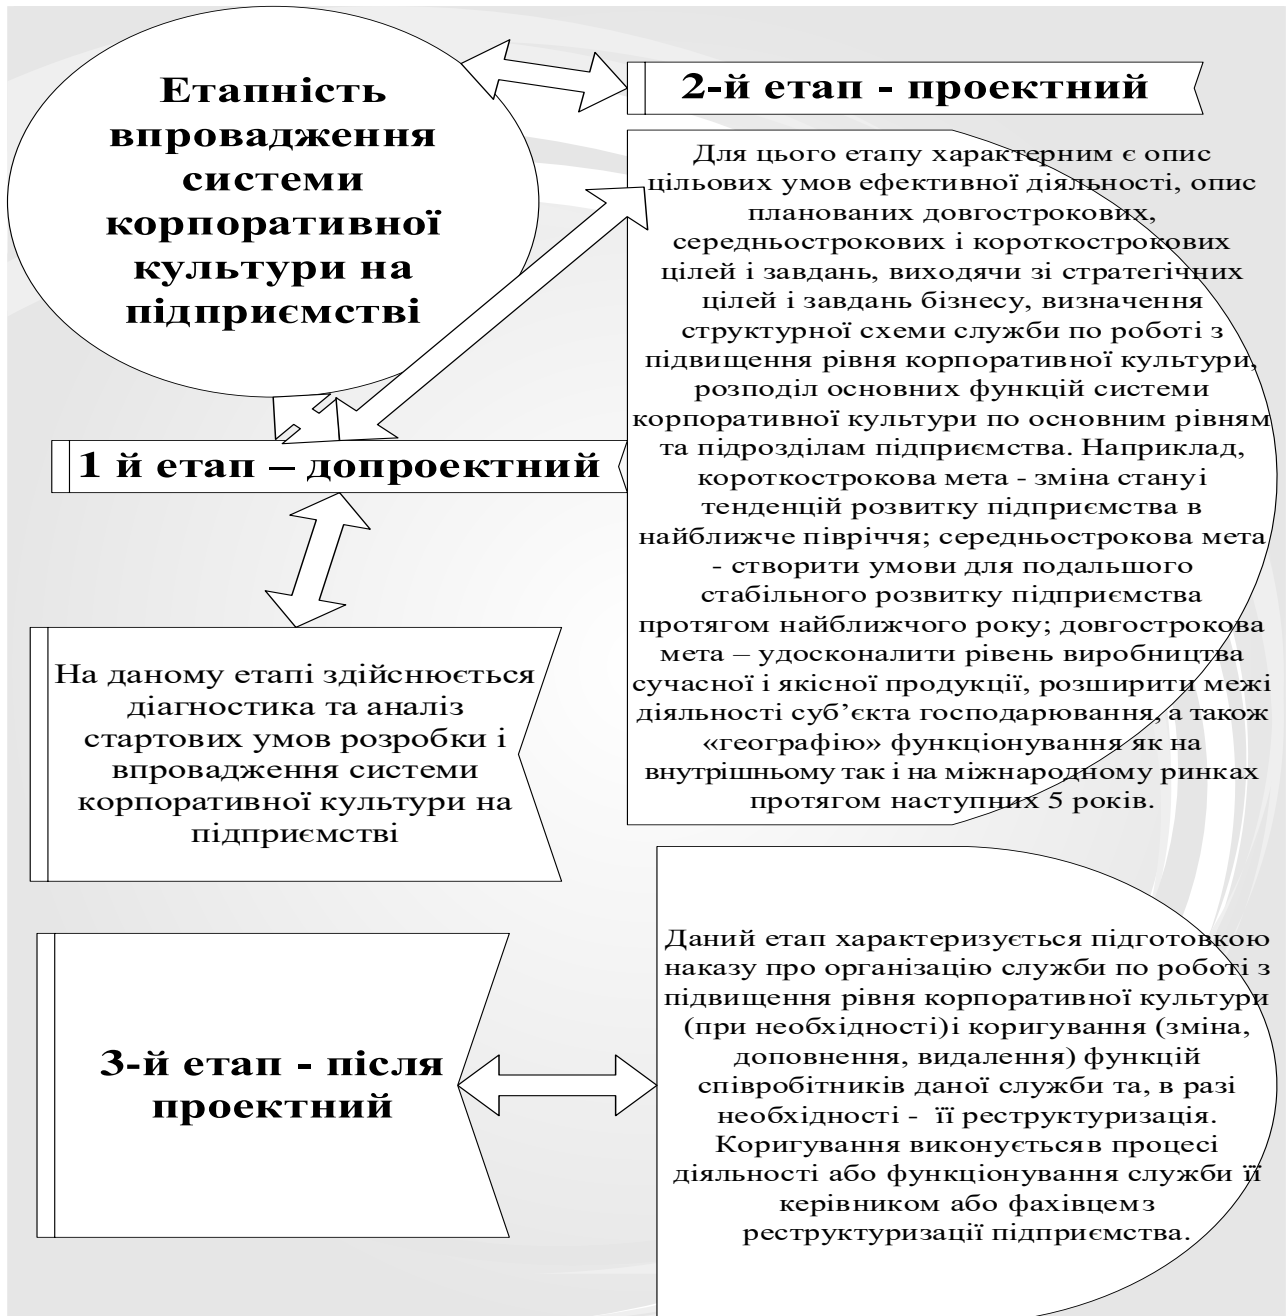 Етапність
впровадження
системи
корпоративної
культури на
підприємстві
1 й етап – допроектний
На даному етапі здійснюється
діагностика та аналіз
стартових умов розробки і
впровадження системи
корпоративної культури на
підприємстві
2-й етап - проектний
Для цього етапу характерним є опис
цільових умов ефективної діяльності, опис
планованих довгострокових,
середньострокових і короткострокових
цілей і завдань, виходячи зі стратегічних
цілей і завдань бізнесу, визначення
структурної схеми служби по роботі з
підвищення рівня корпоративної культури,
розподіл основних функцій системи
корпоративної культури по основним рівням
та підрозділам підприємства. Наприклад,
короткострокова мета - зміна стану і
тенденцій розвитку підприємства в
найближче півріччя; середньострокова мета
- створити умови для подальшого
стабільного розвитку підприємства
протягом найближчого року; довгострокова
мета – удосконалити рівень виробництва
сучасної і якісної продукції, розширити межі
діяльності суб’єкта господарювання, а також
«географію» функціонування як на
внутрішньому так і на міжнародному ринках
протягом наступних 5 років.
3-й етап - після
проектний
Даний етап характеризується підготовкою
наказу про організацію служби по роботі з
підвищення рівня корпоративної культури
(при необхідності) і коригування (зміна,
доповнення, видалення) функцій
співробітників даної служби та, в разі
необхідності - її реструктуризація.
Коригування виконується в процесі
діяльності або функціонування служби її
керівником або фахівцем з
реструктуризації підприємства.